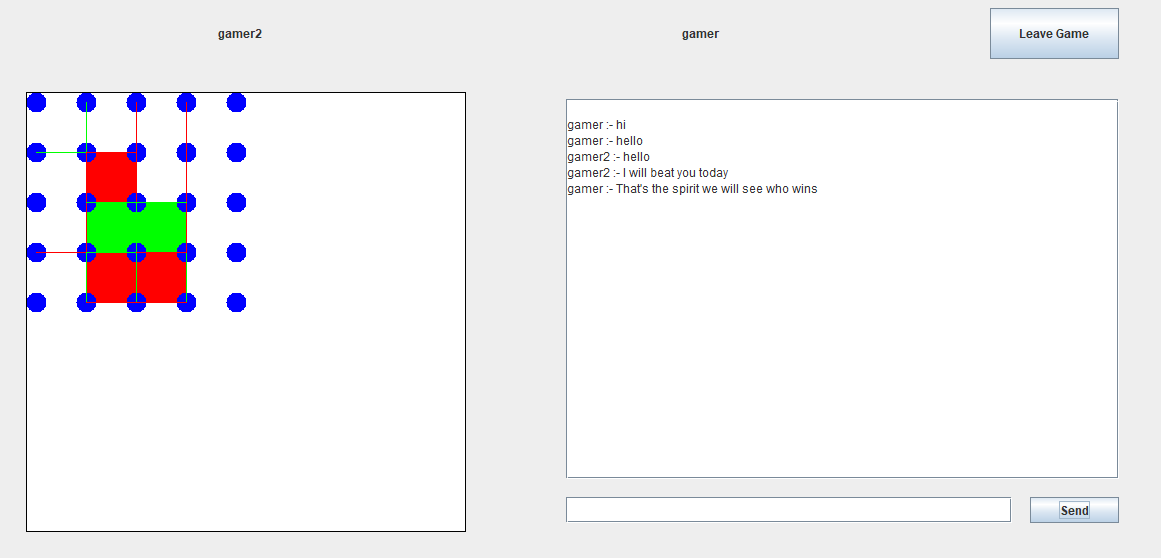 gamer2
gamer
Leave Game
gamer :- hi
gamer :- hello
gamer2 :- hello
gamer2 :- I will beat you today
gamer :- That's the spirit we will see who wins
Send